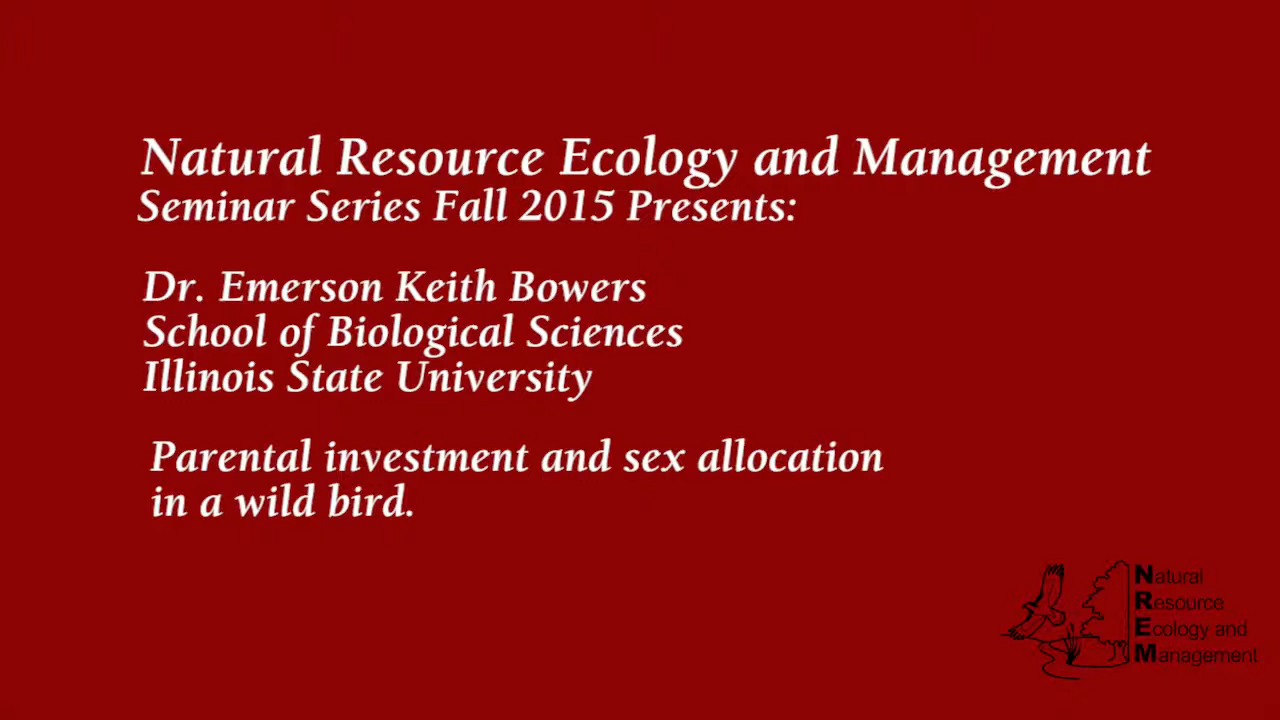 Natural Resource Ecology and Management
Seminar Series Fall 2015 Presents:
Dr. Emerson Keith Bowers
School of Biological Sciences
Illinois State University
Parental investment and sex allocation
in a wild bird.
Natural
Resource
Ecology and
Management